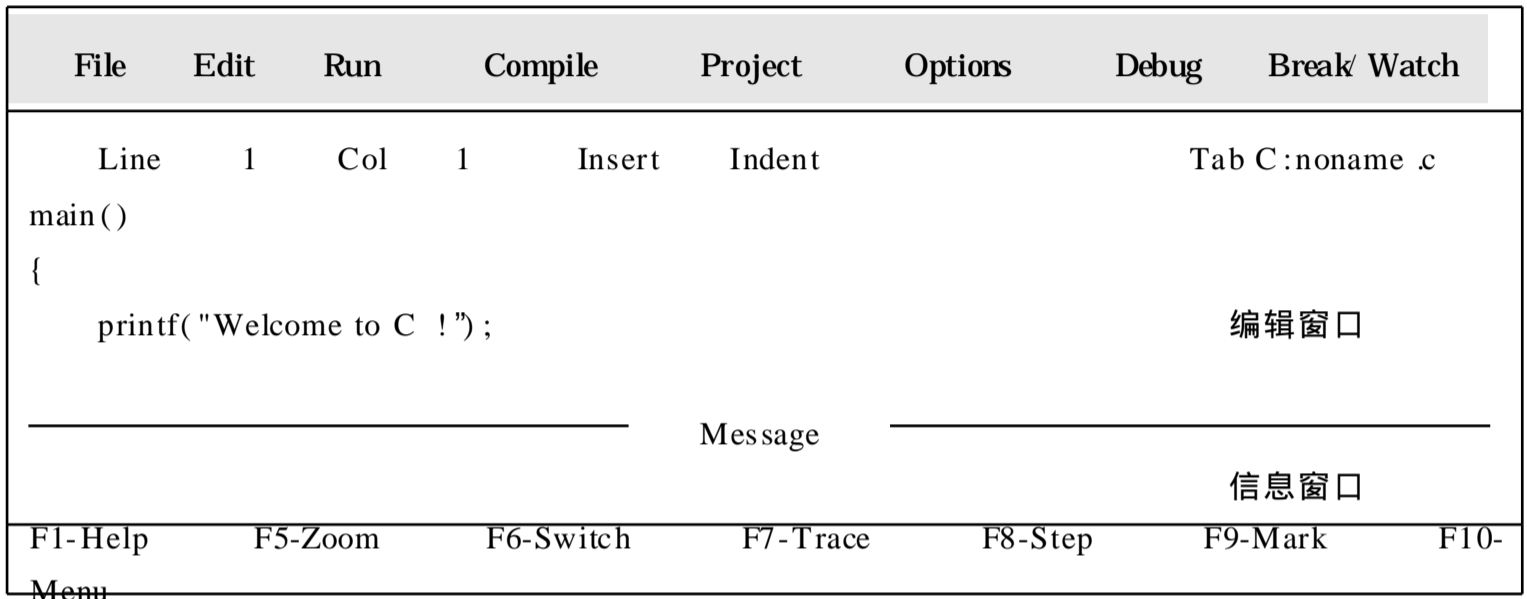 File Edit Run Compile Project Options Debug Break/ Watch
Line 1 Col 1 Insert Indent Tab C:noname .c
main()
{
printf("Welcome to C !”);
编辑窗口
Message
信息窗口
F1-Help F5-Zoom F6-Switch F7-Trace F8-Step F9-Mark F10-
Menu